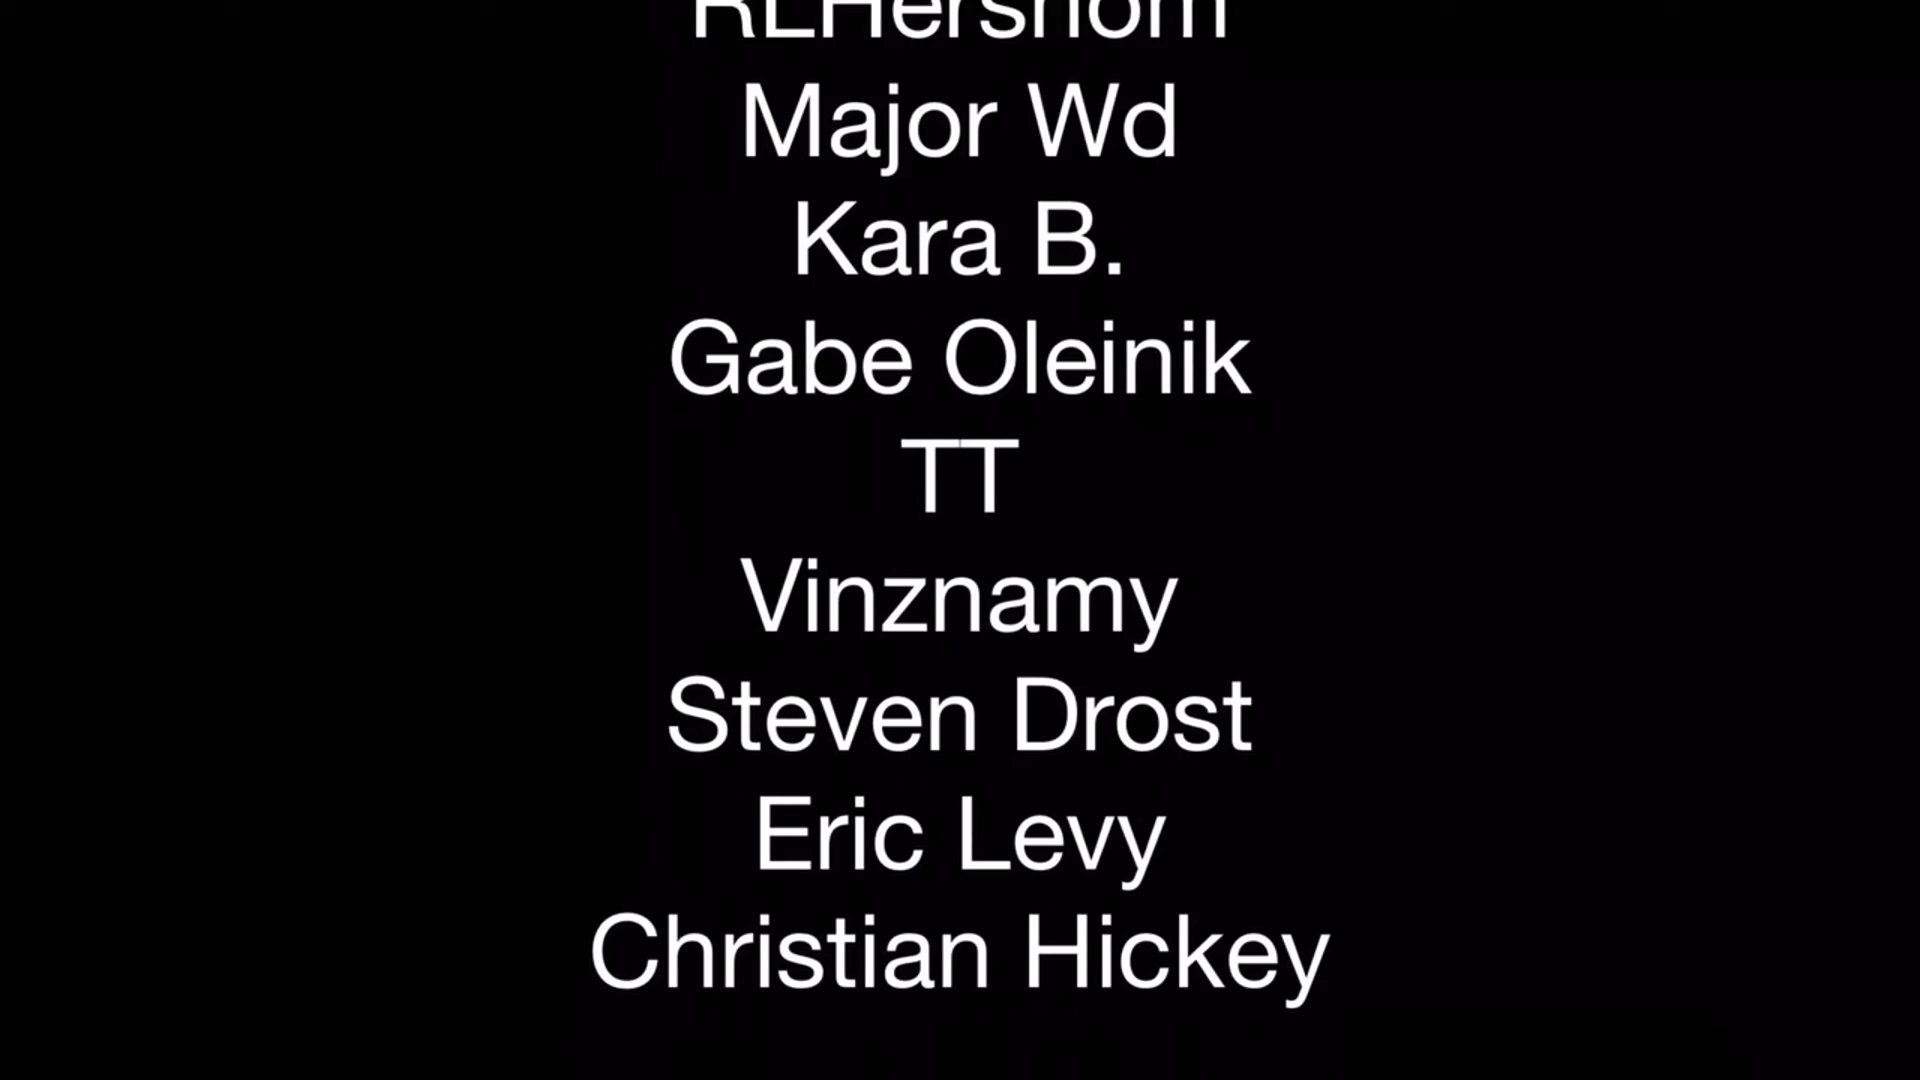 Major Wd
Kara B.
Gabe Oleinik
TT
Vinznamy
Steven Drost
Eric Levy
Christian Hickey